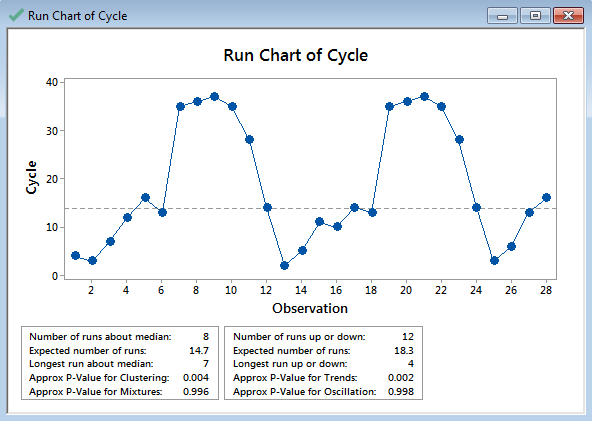 Run Chart of Cycle
Run Chart of Cycle
40
30
20
10
0
Cycle
2 4 6 8 10 12 14 16 18 20 22 24 26 28
Observation
Number of runs about median: 8
Expected number of runs: 14.7
Longest run about median: 7
Approx P-Value for Clustering: 0.004
Approx P-Value for Mixtures: 0.996
Number of runs up or down: 12
Expected number of runs: 18.3
Longest run up or down: 4
Approx P-Value for Trends: 0.002
Approx P-Value for Oscillation: 0.998